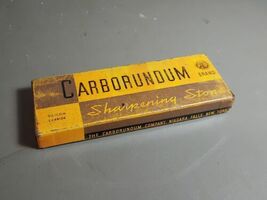 CARBORUNDUM
BRAND
SILICON
CARBIDE
Sharpening Stone
THE CARBORUNDUM COMPANY, NIAGARA FALLS, NEW YORK